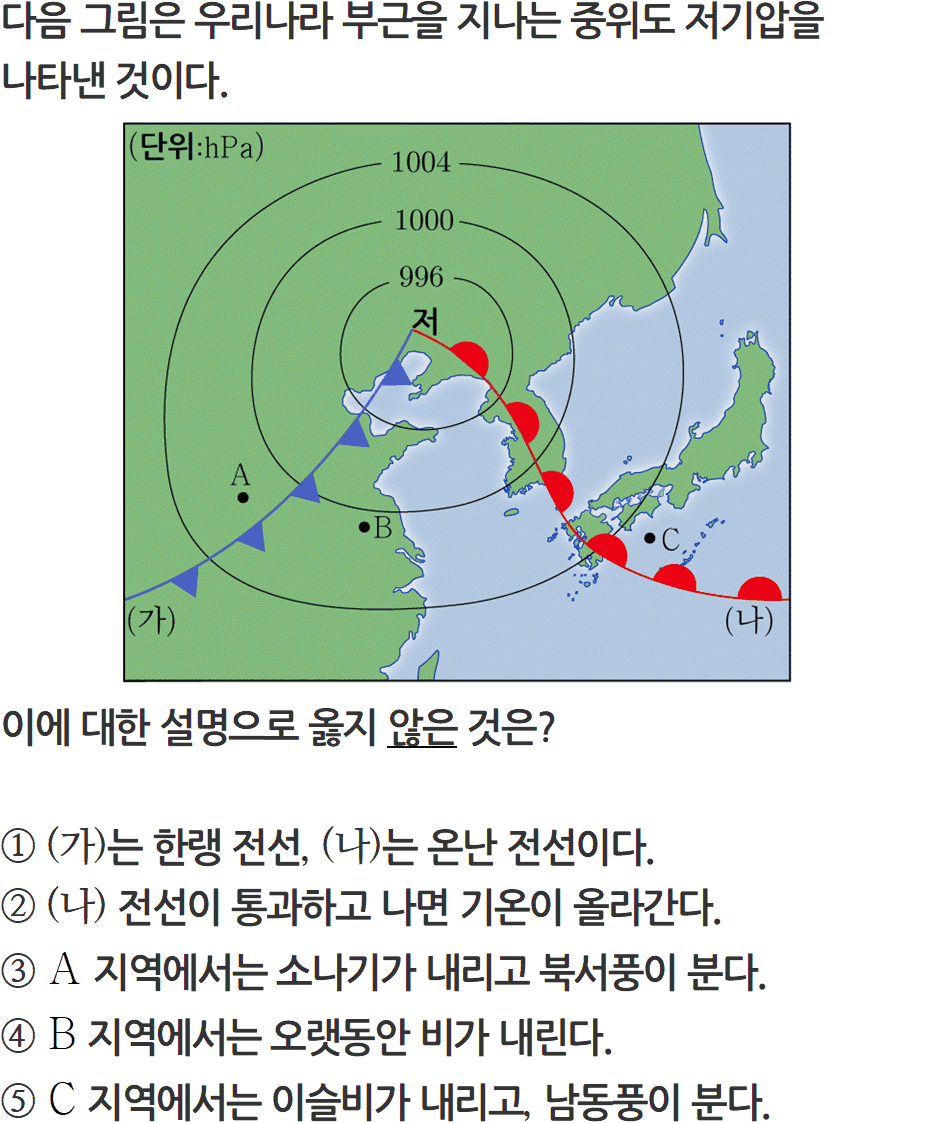 다음 그림은 우리나라 부근을 지나는 중위도 저기압을
나타낸 것이다.
(단위:hPa)
1004
1000
996
저
A
B
C
(가)
(나)
이에 대한 설명으로 옳지 않은 것은?
① (가)는 한랭 전선, (나)는 온난 전선이다.
② (나) 전선이 통과하고 나면 기온이 올라간다.
③ A 지역에서는 소나기가 내리고 북서풍이 분다.
④ B 지역에서는 오랫동안 비가 내린다.
⑤ C 지역에서는 이슬비가 내리고, 남동풍이 분다.